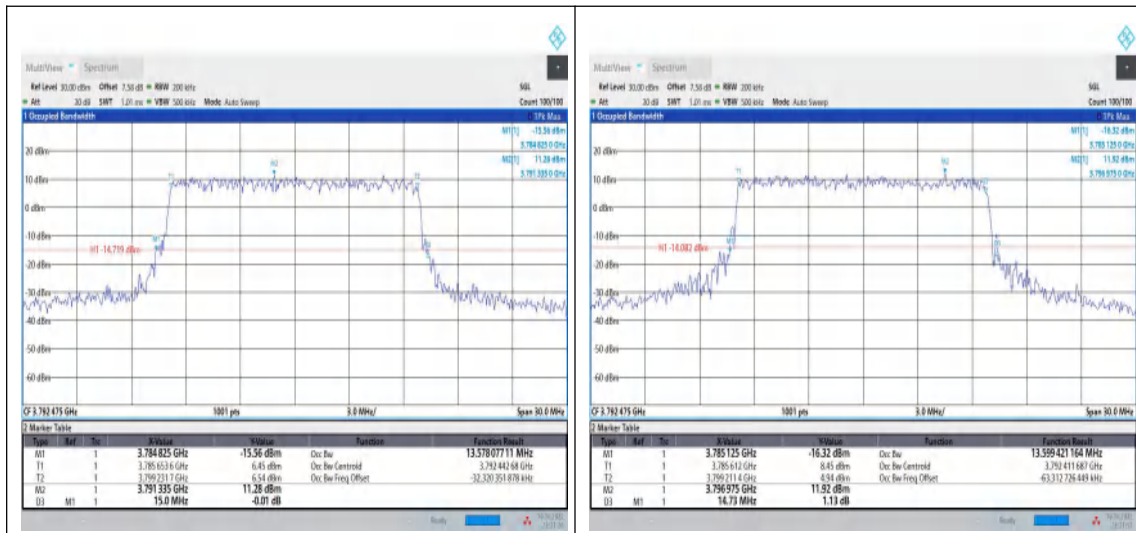 MultiView Spectrum
Ref Level 30.00 dBm Offset 7.56 dB RBW 200 kHz SGL
Att 30 dB SWT 1.01 ms VBW 500 kHz Mode Auto Sweep Count 100/100
1 Occupied Bandwidth 1Pk Max
M1[1] -15.56 dBm
3.784 825 0 GHz
M2[1] 11.28 dBm
3.791 335 0 GHz
20 dBm
10 dBm
0 dBm
-10 dBm
H1 -14.719 dBm
-20 dBm
-30 dBm
-40 dBm
-50 dBm
-60 dBm
CF 3.792 475 GHz 1001 pts 3.0 MHz/ Span 30.0 MHz
2 Marker Table
Type Ref Trc X-Value Y-Value Function Function Result
M1 1 3.784 825 GHz -15.56 dBm Occ Bw 13.578 077 11 MHz
T1 1 3.785 653 6 GHz 6.45 dBm Occ Bw Centroid 3.792 442 68 GHz
T2 1 3.799 231 7 GHz 6.54 dBm Occ Bw Freq Offset -32.320 351 878 kHz
M2 1 3.791 335 GHz 11.28 dBm
D3 M1 1 15.0 MHz -0.01 dB
Ready
MultiView Spectrum
Ref Level 30.00 dBm Offset 7.56 dB RBW 200 kHz SGL
Att 30 dB SWT 1.01 ms VBW 500 kHz Mode Auto Sweep Count 100/100
1 Occupied Bandwidth 1Pk Max
M1[1] -16.32 dBm
3.785 125 0 GHz
M2[1] 11.92 dBm
3.796 975 0 GHz
20 dBm
10 dBm
0 dBm
-10 dBm
H1 -14.082 dBm
-20 dBm
-30 dBm
-40 dBm
-50 dBm
-60 dBm
CF 3.792 475 GHz 1001 pts 3.0 MHz/ Span 30.0 MHz
2 Marker Table
Type Ref Trc X-Value Y-Value Function Function Result
M1 1 3.785 125 GHz -16.32 dBm Occ Bw 13.599 421 164 MHz
T1 1 3.785 612 GHz 8.45 dBm Occ Bw Centroid 3.792 411 687 GHz
T2 1 3.799 211 4 GHz 4.94 dBm Occ Bw Freq Offset -63.312 726 449 kHz
M2 1 3.796 975 GHz 11.92 dBm
D3 M1 1 14.73 MHz 1.13 dB
Ready